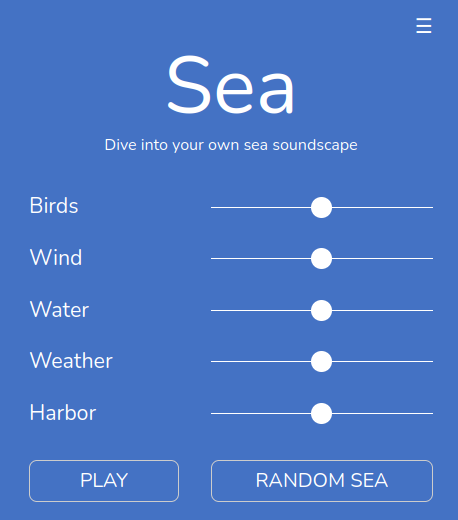 Sea
Dive into your own sea soundscape
Birds
Wind
Water
Weather
Harbor
PLAY
RANDOM SEA